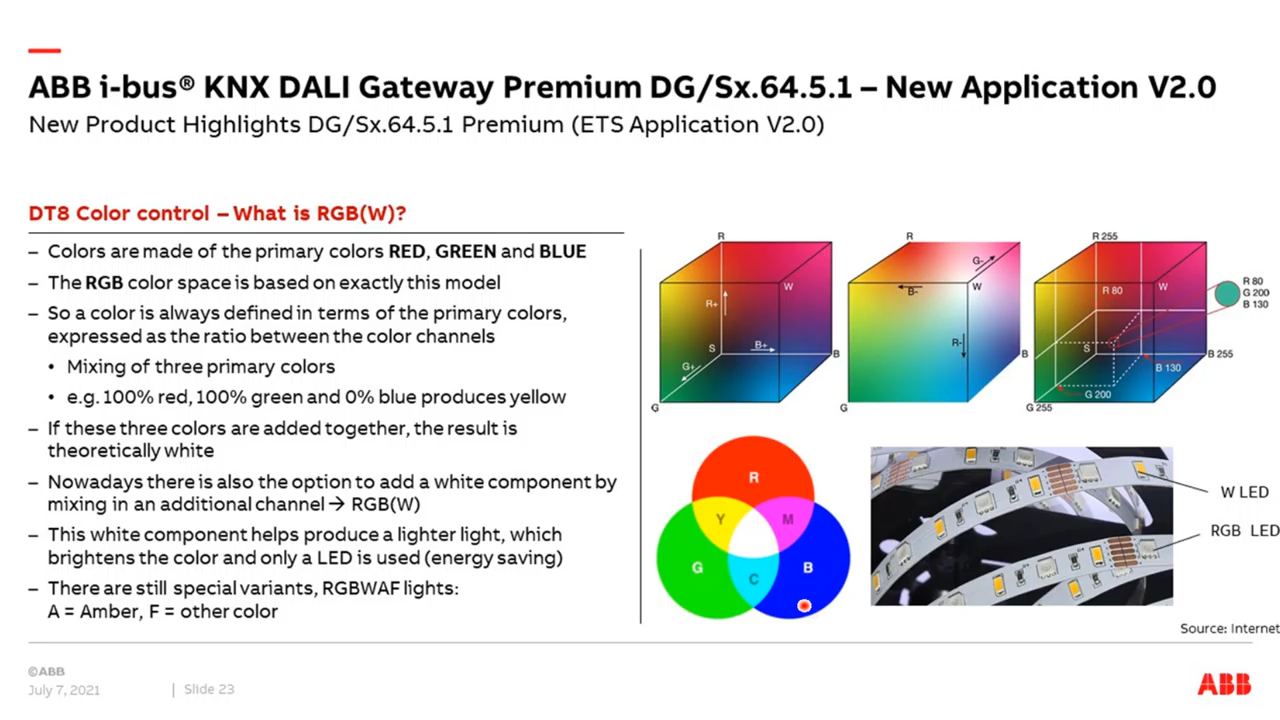 ABB i-bus® KNX DALI Gateway Premium DG/Sx.64.5.1 – New Application V2.0
New Product Highlights DG/Sx.64.5.1 Premium (ETS Application V2.0)
DT8 Color control – What is RGB(W)?
– Colors are made of the primary colors RED, GREEN and BLUE
– The RGB color space is based on exactly this model
– So a color is always defined in terms of the primary colors,
expressed as the ratio between the color channels
• Mixing of three primary colors
• e.g. 100% red, 100% green and 0% blue produces yellow
– If these three colors are added together, the result is
theoretically white
– Nowadays there is also the option to add a white component by
mixing in an additional channel → RGB(W)
– This white component helps produce a lighter light, which
brightens the color and only a LED is used (energy saving)
– There are still special variants, RGBWAF lights:
A = Amber, F = other color
R
W
R+
S
B+
B
G+
G
R
G-
B-
W
R-
B
G
R 255
R 80
W
S
B 255
B 130
G 200
G 255
R 80
G 200
B 130
R
Y
M
G
B
C
W LED
RGB LED
Source: Internet
©ABB
July 7, 2021
| Slide 23
ABB